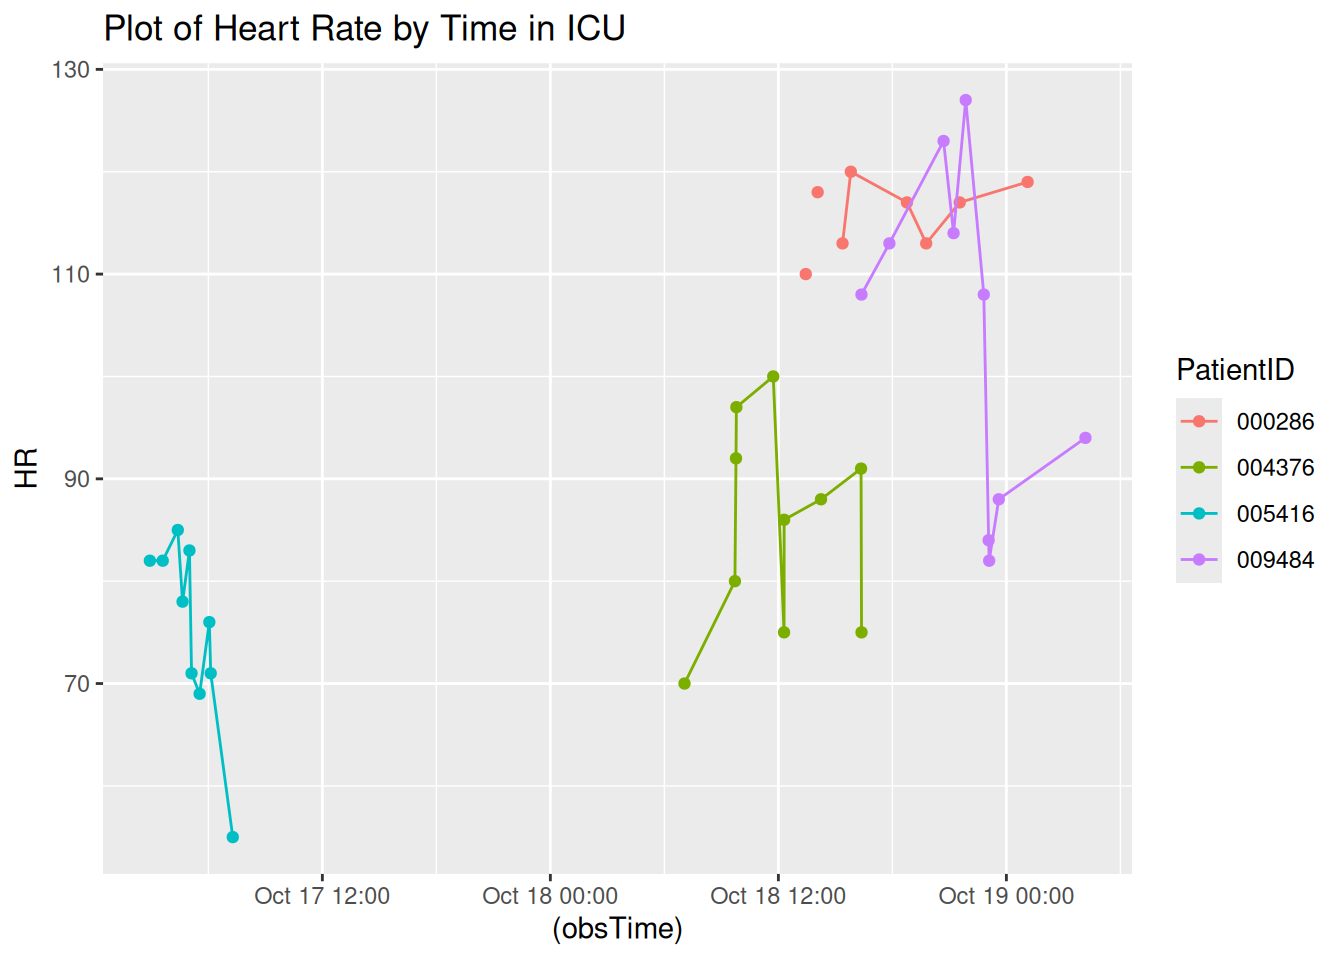 Plot of Heart Rate by Time in ICU
130
110
90
70
HR
Oct 17 12:00
Oct 18 00:00
Oct 18 12:00
Oct 19 00:00
(obsTime)
PatientID
000286
004376
005416
009484